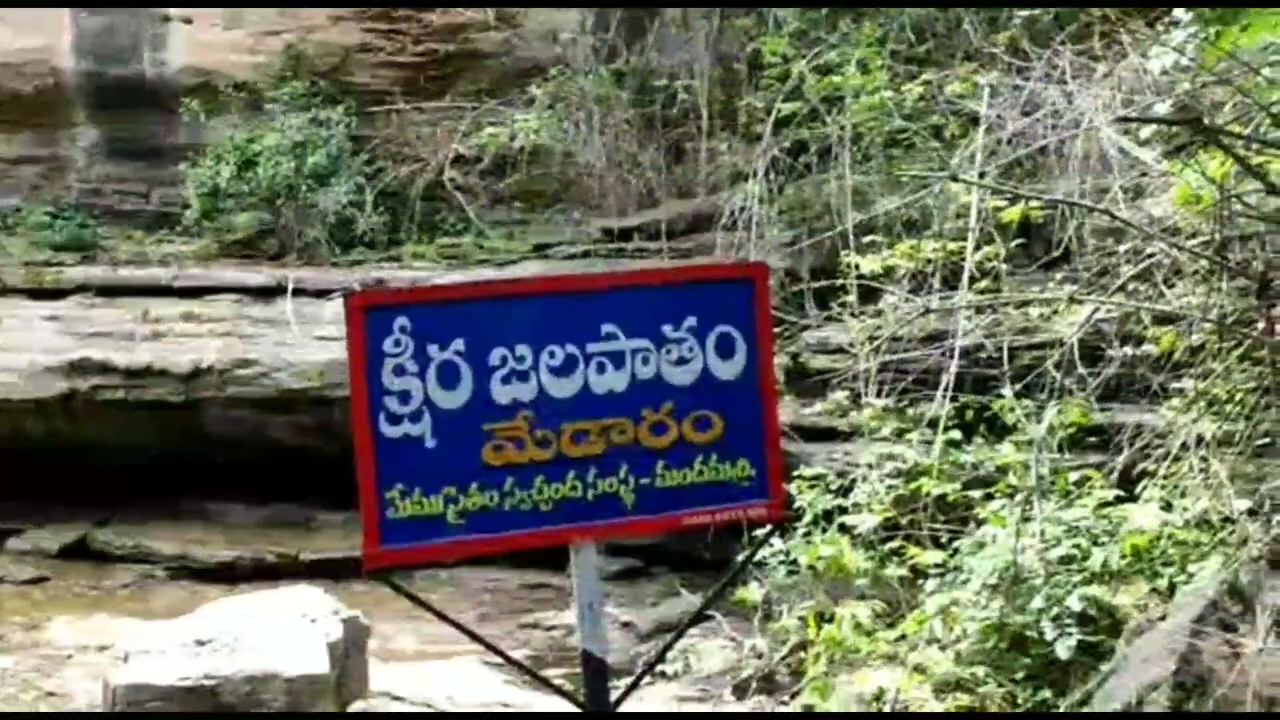 క్షీర జలపాతం
మేడారం
మేముసైతం స్వచ్ఛంద సంస్థ - మందమర్రి.